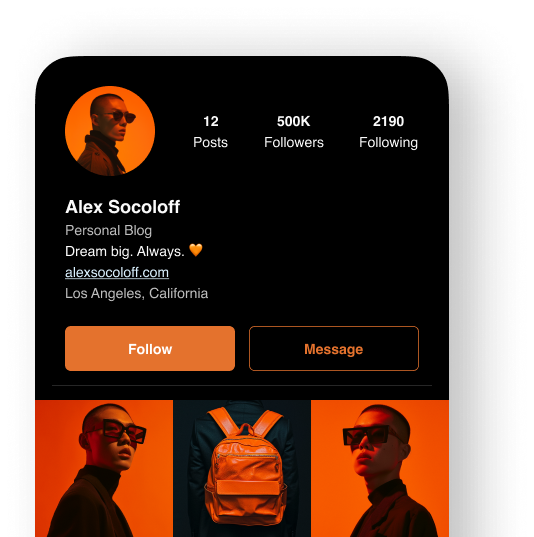 12 500K 2190
Posts Followers Following
Alex Socoloff
Personal Blog
Dream big. Always. 🧡
alexsocoloff.com
Los Angeles, California
Follow Message